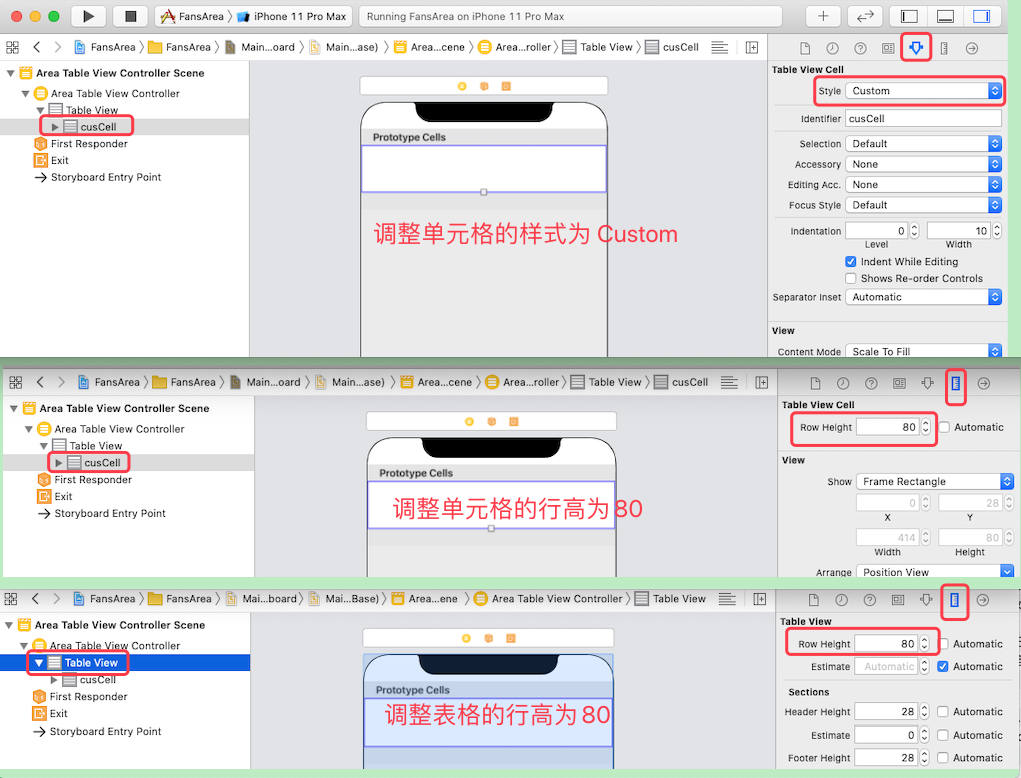 FansArea 〉 iPhone 11 Pro Max
Running FansArea on iPhone 11 Pro Max
FansArea 〉 FansArea 〉 Main...oard 〉 Main...ase) 〉 Area...cene 〉 Area...roller 〉 Table View 〉 cusCell
Area Table View Controller Scene
Area Table View Controller
Table View
cusCell
First Responder
Exit
Storyboard Entry Point
Prototype Cells
调整单元格的样式为 Custom
Table View Cell
Style Custom
Identifier cusCell
Selection Default
Accessory None
Editing Acc. None
Focus Style Default
Indentation 0 10
Level Width
Indent While Editing
Shows Re-order Controls
Separator Inset Automatic
View
Content Mode Scale To Fill
FansArea 〉 FansArea 〉 Main...oard 〉 Main...ase) 〉 Area...cene 〉 Area...roller 〉 Table View 〉 cusCell
Area Table View Controller Scene
Area Table View Controller
Table View
cusCell
First Responder
Exit
Storyboard Entry Point
Prototype Cells
调整单元格的行高为 80
Table View Cell
Row Height 80 Automatic
View
Show Frame Rectangle
0 28
X Y
414 80
Width Height
Arrange Position View
FansArea 〉 FansArea 〉 Mai...board 〉 Mai...Base) 〉 Area...ene 〉 Area Table View Controller 〉 Table View
Area Table View Controller Scene
Area Table View Controller
Table View
cusCell
First Responder
Exit
Storyboard Entry Point
Prototype Cells
调整表格的行高为 80
Table View
Row Height 80 Automatic
Estimate Automatic Automatic
Sections
Header Height 28 Automatic
Estimate 0 Automatic
Footer Height 28 Automatic